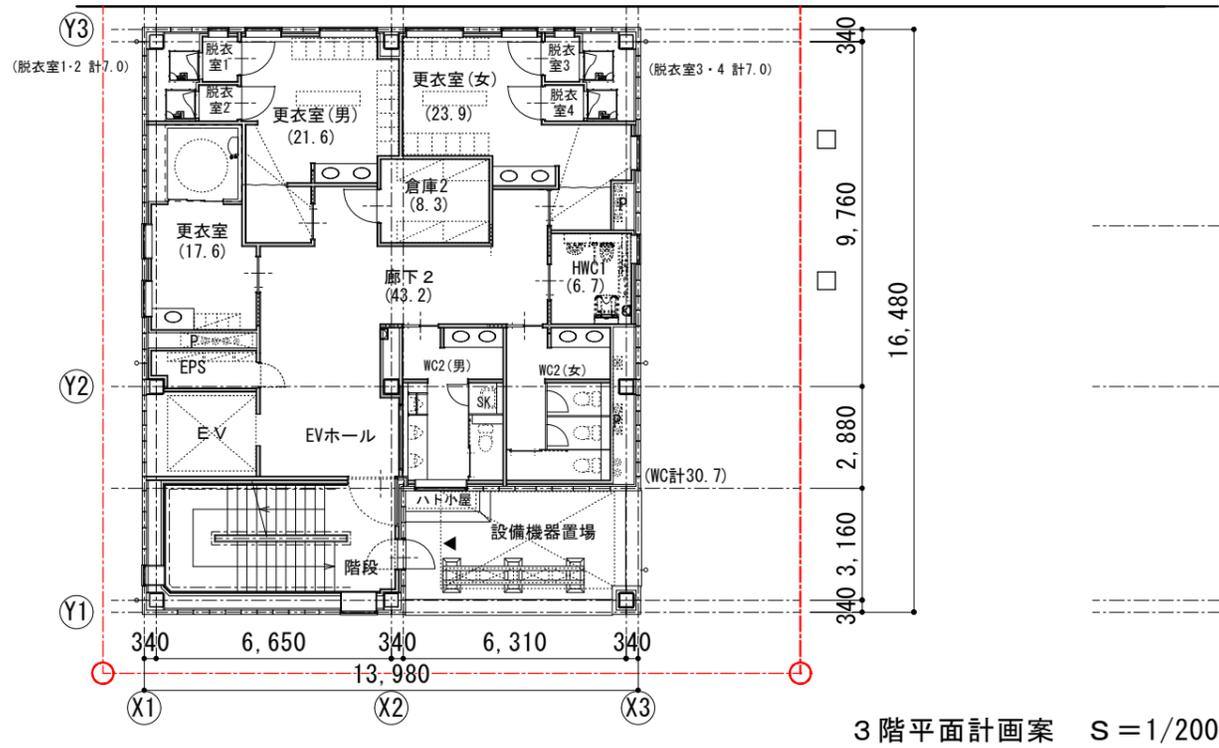 Y3
340
脱衣
室1
脱衣
室3
(脱衣室1・2 計7.0)
(脱衣室3・4 計7.0)
更衣室(女)
脱衣
室2
脱衣
室4
更衣室(男)
(23.9)
(21.6)
倉庫2
(8.3)
P
9,760
更衣室
(17.6)
HWC1
(6.7)
廊下2
(43.2)
16,480
P
EPS
WC2(男)
WC2(女)
Y2
SK
P
EV
EVホール
2,880
(WC計30.7)
ハト小屋
設備機器置場
3,160
階段
Y1
340
340
6,650
340
6,310
340
13,980
X1
X2
X3
3階平面計画案 S=1/200